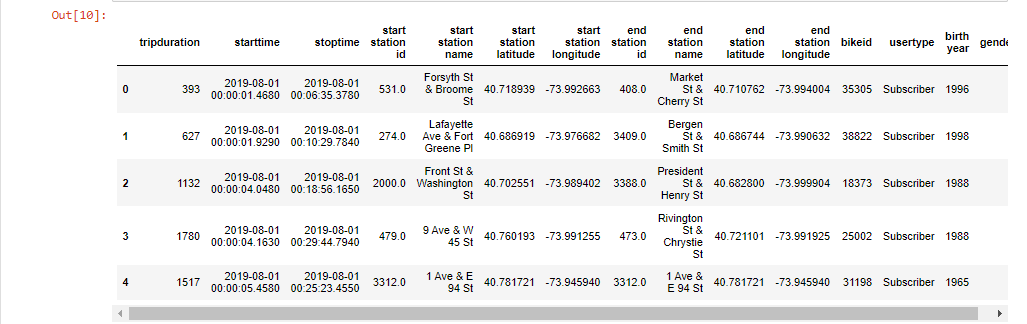 Out[10]:
tripduration starttime stoptime start station id start station name start station latitude start station longitude end station id end station name end station latitude end station longitude bikeid usertype birth year gende
0 393 2019-08-01 00:00:01.4680 2019-08-01 00:06:35.3780 531.0 Forsyth St & Broome St 40.718939 -73.992663 408.0 Market St & Cherry St 40.710762 -73.994004 35305 Subscriber 1996
1 627 2019-08-01 00:00:01.9290 2019-08-01 00:10:29.7840 274.0 Lafayette Ave & Fort Greene Pl 40.686919 -73.976682 3409.0 Bergen St & Smith St 40.686744 -73.990632 38822 Subscriber 1998
2 1132 2019-08-01 00:00:04.0480 2019-08-01 00:18:56.1650 2000.0 Front St & Washington St 40.702551 -73.989402 3388.0 President St & Henry St 40.682800 -73.999904 18373 Subscriber 1988
3 1780 2019-08-01 00:00:04.1630 2019-08-01 00:29:44.7940 479.0 9 Ave & W 45 St 40.760193 -73.991255 473.0 Rivington St & Chrystie St 40.721101 -73.991925 25002 Subscriber 1988
4 1517 2019-08-01 00:00:05.4580 2019-08-01 00:25:23.4550 3312.0 1 Ave & E 94 St 40.781721 -73.945940 3312.0 1 Ave & E 94 St 40.781721 -73.945940 31198 Subscriber 1965